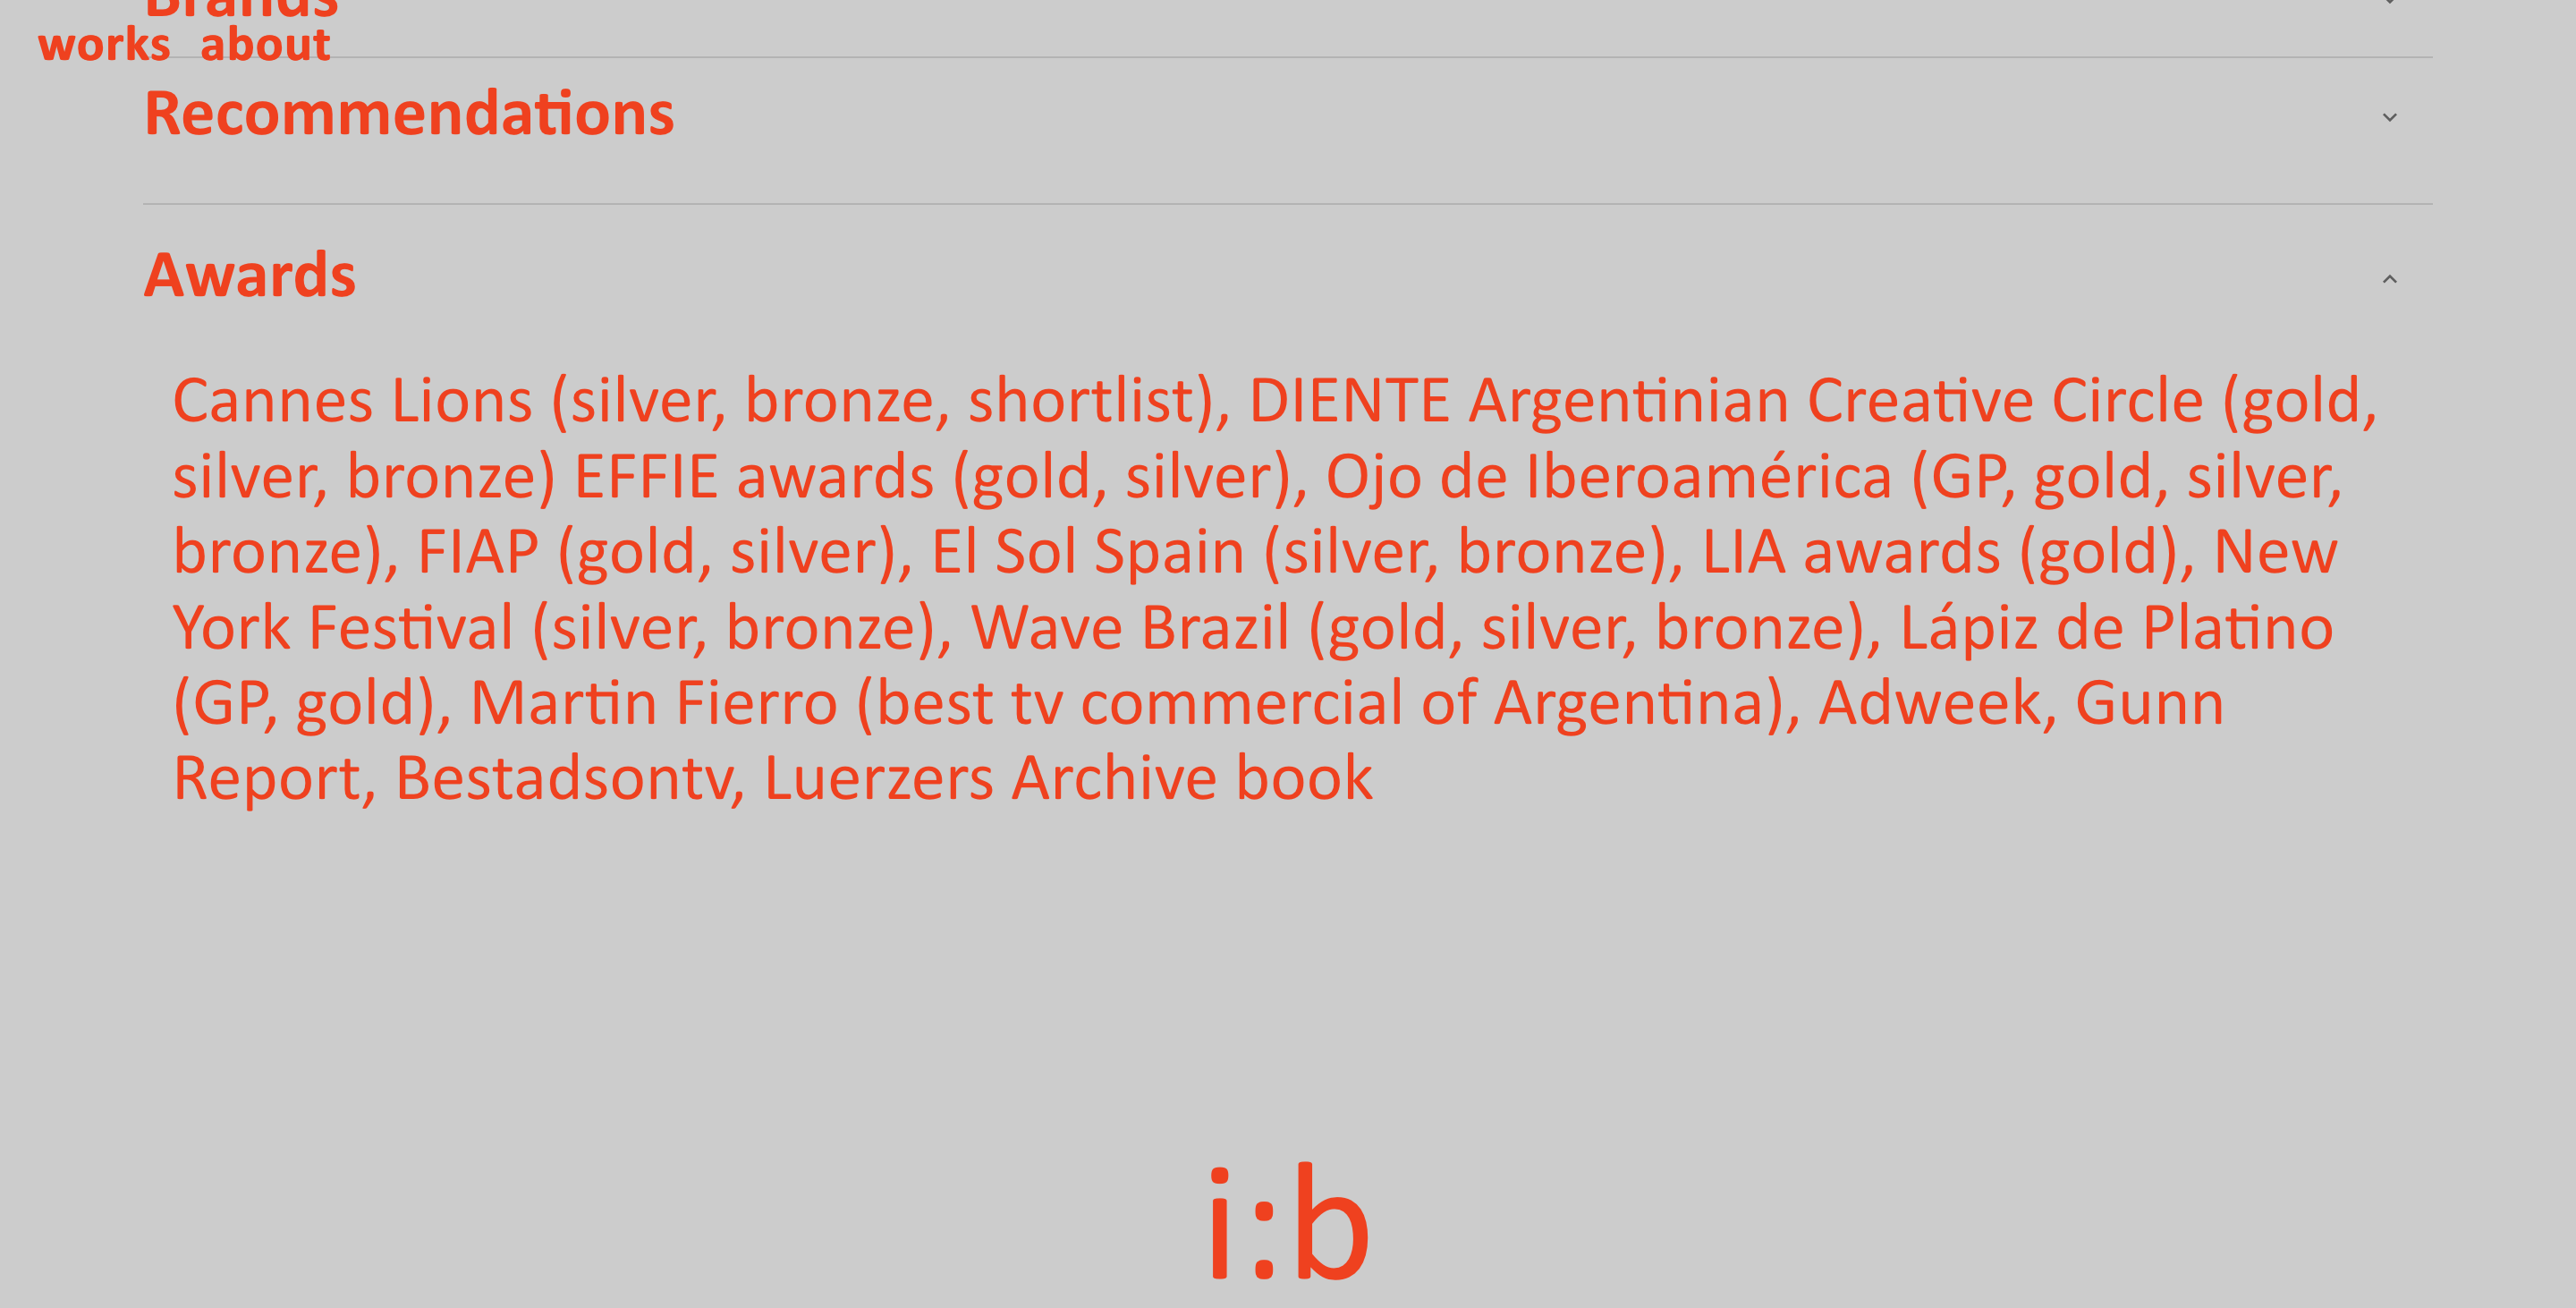 Brands
works about
Recommendations
Awards
Cannes Lions (silver, bronze, shortlist), DIENTE Argentinian Creative Circle (gold,
silver, bronze) EFFIE awards (gold, silver), Ojo de Iberoamérica (GP, gold, silver,
bronze), FIAP (gold, silver), El Sol Spain (silver, bronze), LIA awards (gold), New
York Festival (silver, bronze), Wave Brazil (gold, silver, bronze), Lápiz de Platino
(GP, gold), Martin Fierro (best tv commercial of Argentina), Adweek, Gunn
Report, Bestadsontv, Luerzers Archive book
i:b